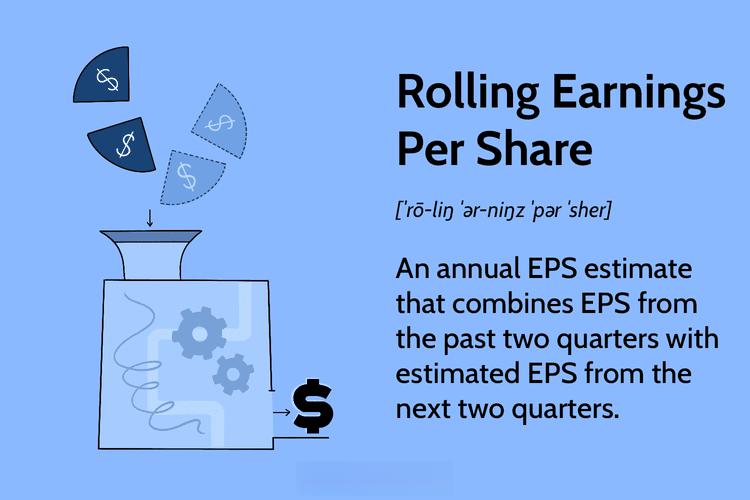 $
$
$
$
$
Rolling Earnings
Per Share
[ˈrō-liŋ ˈər-niŋz ˈpər ˈsher]
An annual EPS estimate
that combines EPS from
the past two quarters with
estimated EPS from the
next two quarters.